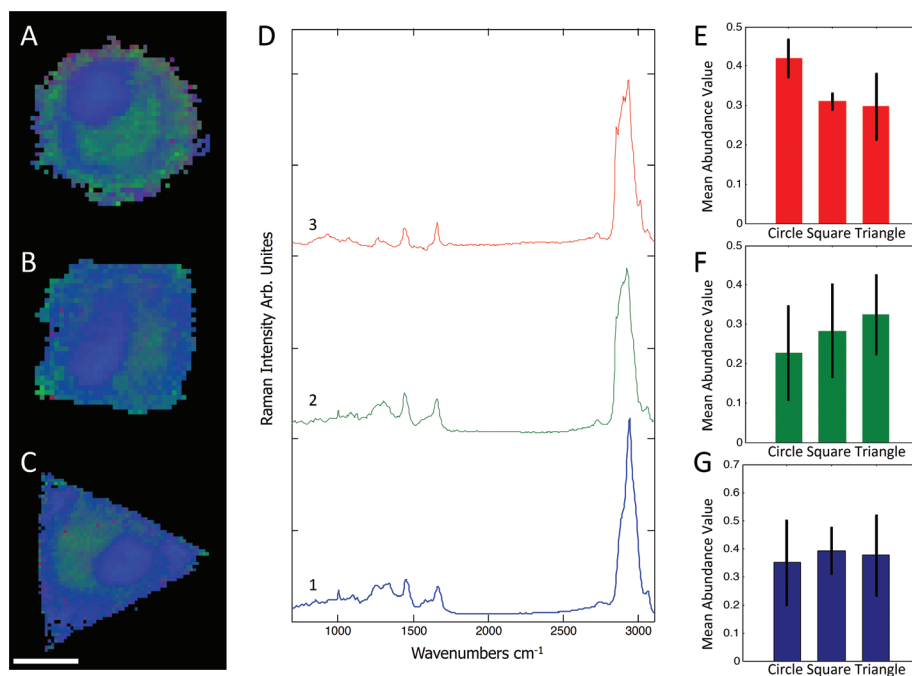 A
B
C
D
Raman Intensity Arb. Unites
3
2
1
1000 1500 2000 2500 3000
Wavenumbers cm-1
E
Mean Abundance Value
0.5
0.4
0.3
0.2
0.1
0
Circle Square Triangle
F
Mean Abundance Value
0.5
0.4
0.3
0.2
0.1
0
Circle Square Triangle
G
Mean Abundance Value
0.7
0.6
0.5
0.4
0.3
0.2
0.1
0
Circle Square Triangle